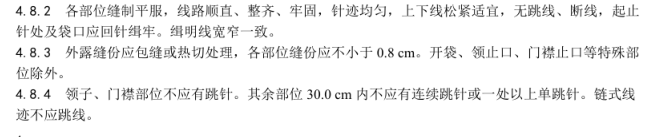 4.8.2 各部位缝制平服，线路顺直、整齐、牢固，针迹均匀，上下线松紧适宜，无跳线、断线，起止
针处及袋口应回针缉牢。缉明线宽窄一致。
4.8.3 外露缝份应包缝或热切处理，各部位缝份应不小于 0.8 cm。开袋、领止口、门襟止口等特殊部
位除外。
4.8.4 领子、门襟部位不应有跳针。其余部位 30.0 cm 内不应有连续跳针或一处以上单跳针。链式线
迹不应跳线。